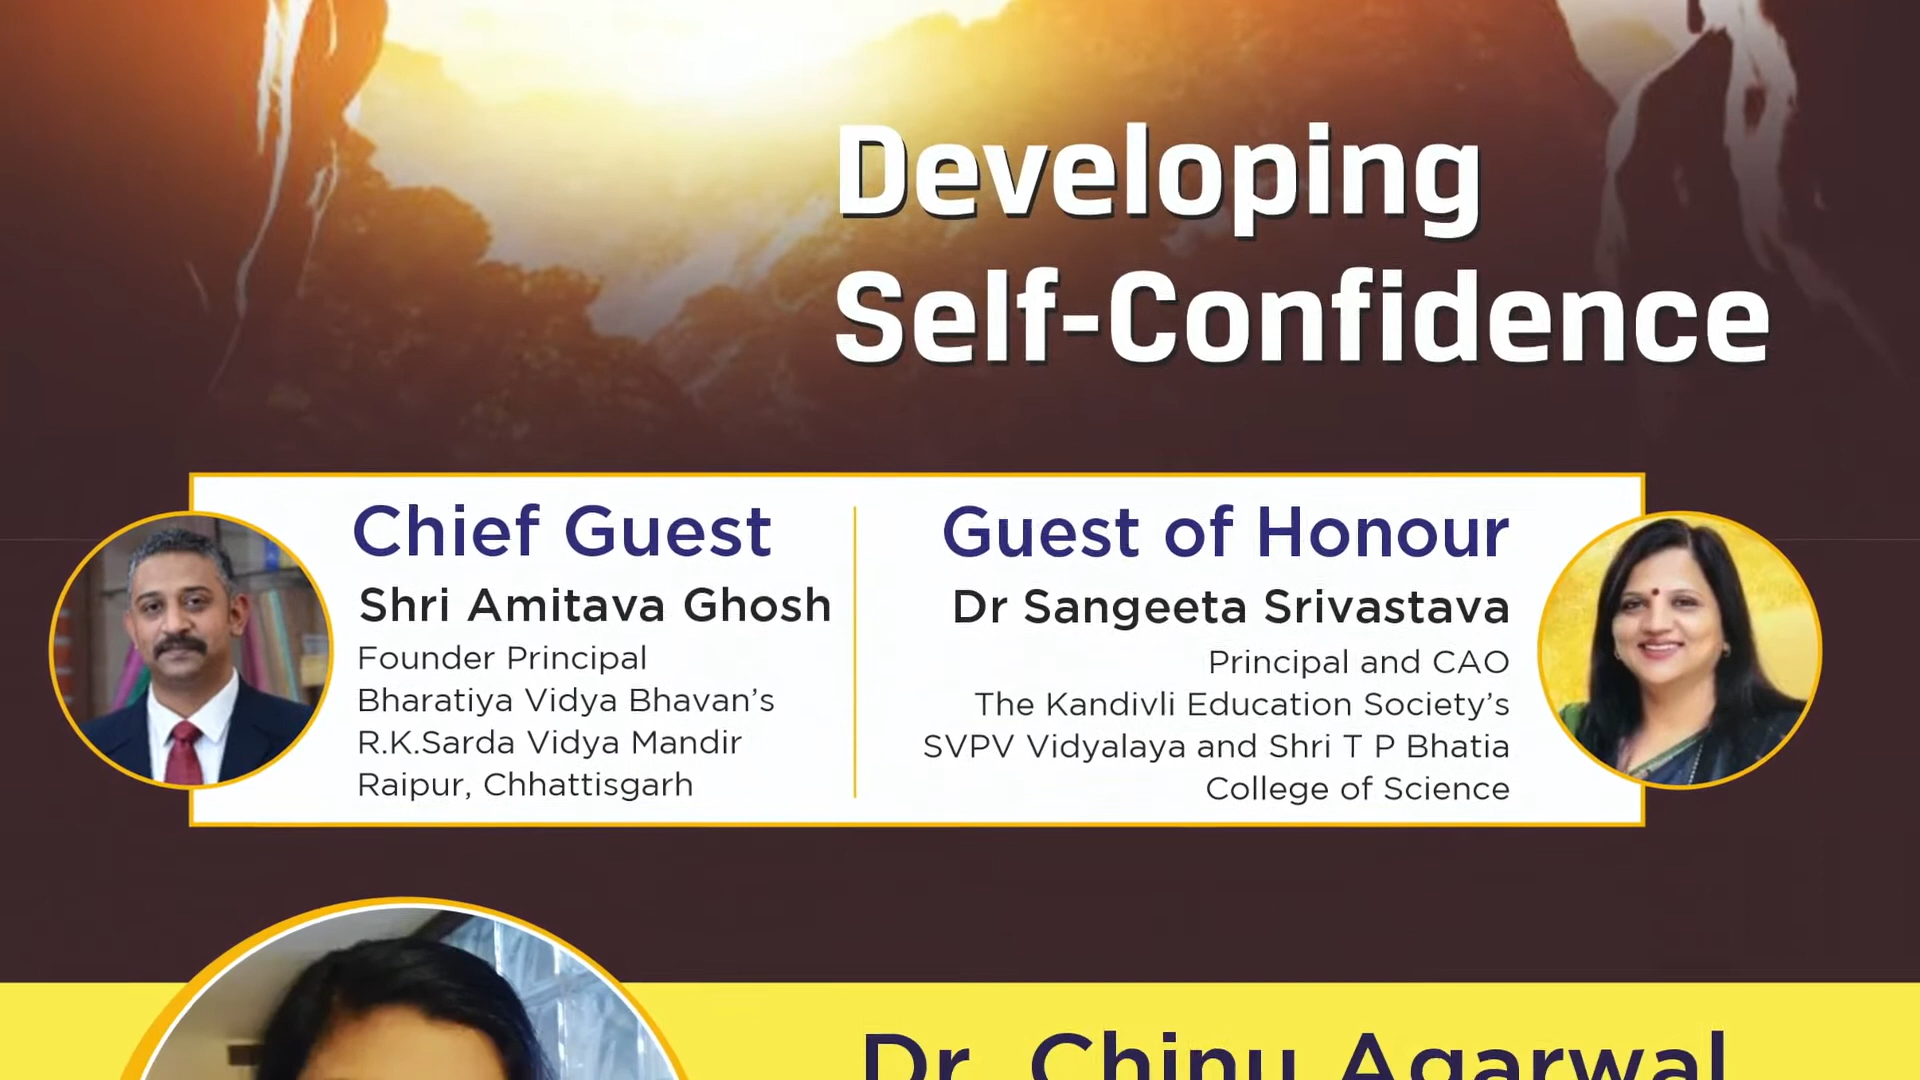 Developing
Self-Confidence
Chief Guest
Shri Amitava Ghosh
Founder Principal
Bharatiya Vidya Bhavan’s
R.K.Sarda Vidya Mandir
Raipur, Chhattisgarh
Guest of Honour
Dr Sangeeta Srivastava
Principal and CAO
The Kandivli Education Society’s
SVPV Vidyalaya and Shri T P Bhatia
College of Science
Dr. Chinu Agarwal